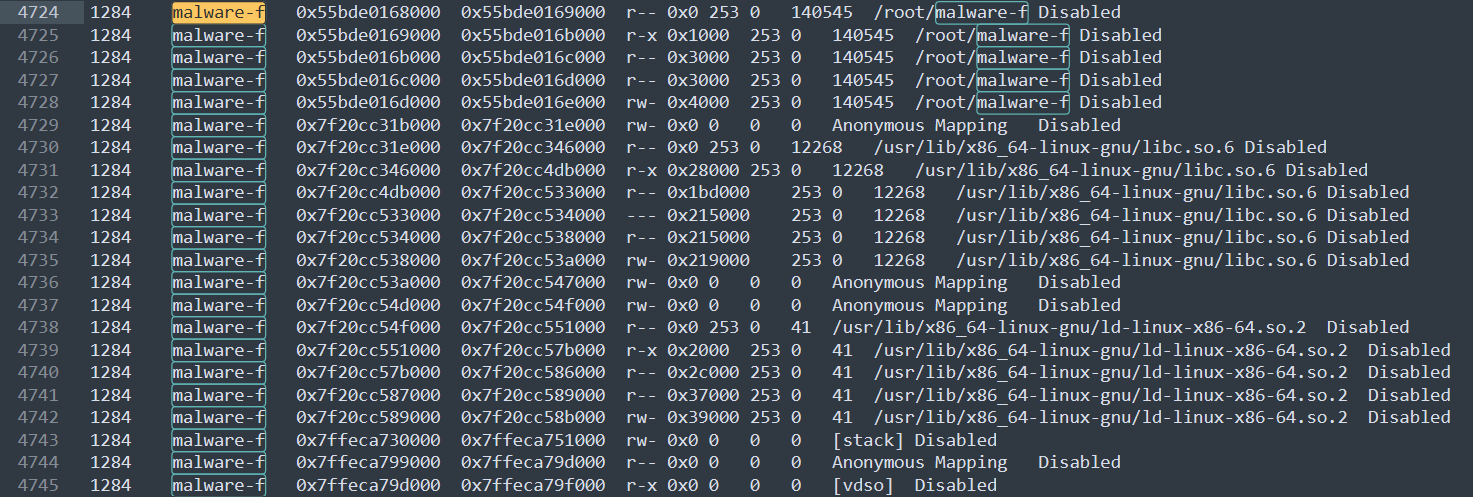 4724 1284 malware-f 0x55bde0168000 0x55bde0169000 r-- 0x0 253 0 140545 /root/malware-f Disabled
4725 1284 malware-f 0x55bde0169000 0x55bde016b000 r-x 0x1000 253 0 140545 /root/malware-f Disabled
4726 1284 malware-f 0x55bde016b000 0x55bde016c000 r-- 0x3000 253 0 140545 /root/malware-f Disabled
4727 1284 malware-f 0x55bde016c000 0x55bde016d000 r-- 0x3000 253 0 140545 /root/malware-f Disabled
4728 1284 malware-f 0x55bde016d000 0x55bde016e000 rw- 0x4000 253 0 140545 /root/malware-f Disabled
4729 1284 malware-f 0x7f20cc31b000 0x7f20cc31e000 rw- 0x0 0 0 0 Anonymous Mapping Disabled
4730 1284 malware-f 0x7f20cc31e000 0x7f20cc346000 r-- 0x0 253 0 12268 /usr/lib/x86_64-linux-gnu/libc.so.6 Disabled
4731 1284 malware-f 0x7f20cc346000 0x7f20cc4db000 r-x 0x28000 253 0 12268 /usr/lib/x86_64-linux-gnu/libc.so.6 Disabled
4732 1284 malware-f 0x7f20cc4db000 0x7f20cc533000 r-- 0x1bd000 253 0 12268 /usr/lib/x86_64-linux-gnu/libc.so.6 Disabled
4733 1284 malware-f 0x7f20cc533000 0x7f20cc534000 --- 0x215000 253 0 12268 /usr/lib/x86_64-linux-gnu/libc.so.6 Disabled
4734 1284 malware-f 0x7f20cc534000 0x7f20cc538000 r-- 0x215000 253 0 12268 /usr/lib/x86_64-linux-gnu/libc.so.6 Disabled
4735 1284 malware-f 0x7f20cc538000 0x7f20cc53a000 rw- 0x219000 253 0 12268 /usr/lib/x86_64-linux-gnu/libc.so.6 Disabled
4736 1284 malware-f 0x7f20cc53a000 0x7f20cc547000 rw- 0x0 0 0 0 Anonymous Mapping Disabled
4737 1284 malware-f 0x7f20cc54d000 0x7f20cc54f000 rw- 0x0 0 0 0 Anonymous Mapping Disabled
4738 1284 malware-f 0x7f20cc54f000 0x7f20cc551000 r-- 0x0 253 0 41 /usr/lib/x86_64-linux-gnu/ld-linux-x86-64.so.2 Disabled
4739 1284 malware-f 0x7f20cc551000 0x7f20cc57b000 r-x 0x2000 253 0 41 /usr/lib/x86_64-linux-gnu/ld-linux-x86-64.so.2 Disabled
4740 1284 malware-f 0x7f20cc57b000 0x7f20cc586000 r-- 0x2c000 253 0 41 /usr/lib/x86_64-linux-gnu/ld-linux-x86-64.so.2 Disabled
4741 1284 malware-f 0x7f20cc587000 0x7f20cc589000 r-- 0x37000 253 0 41 /usr/lib/x86_64-linux-gnu/ld-linux-x86-64.so.2 Disabled
4742 1284 malware-f 0x7f20cc589000 0x7f20cc58b000 rw- 0x39000 253 0 41 /usr/lib/x86_64-linux-gnu/ld-linux-x86-64.so.2 Disabled
4743 1284 malware-f 0x7ffeca730000 0x7ffeca751000 rw- 0x0 0 0 0 [stack] Disabled
4744 1284 malware-f 0x7ffeca799000 0x7ffeca79d000 r-- 0x0 0 0 0 Anonymous Mapping Disabled
4745 1284 malware-f 0x7ffeca79d000 0x7ffeca79f000 r-x 0x0 0 0 0 [vdso] Disabled